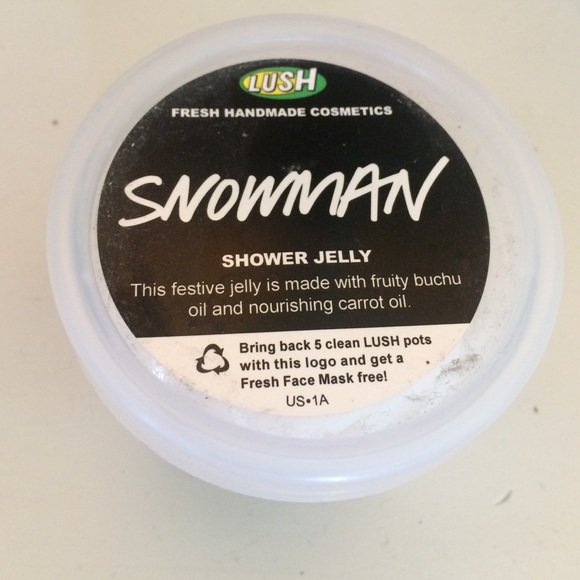 LUSH
FRESH HANDMADE COSMETICS
SNOWMAN
SHOWER JELLY
This festive jelly is made with fruity buchu
oil and nourishing carrot oil.
Bring back 5 clean LUSH pots
with this logo and get a
Fresh Face Mask free!
US•1A